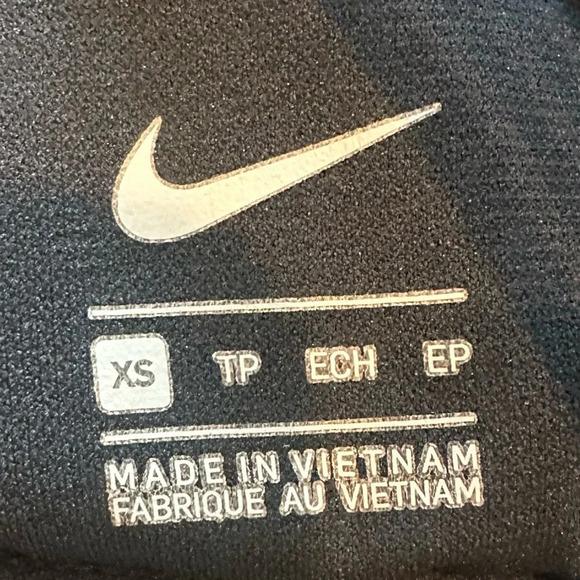 XS TP ECH EP
MADE IN VIETNAM
FABRIQUE AU VIETNAM